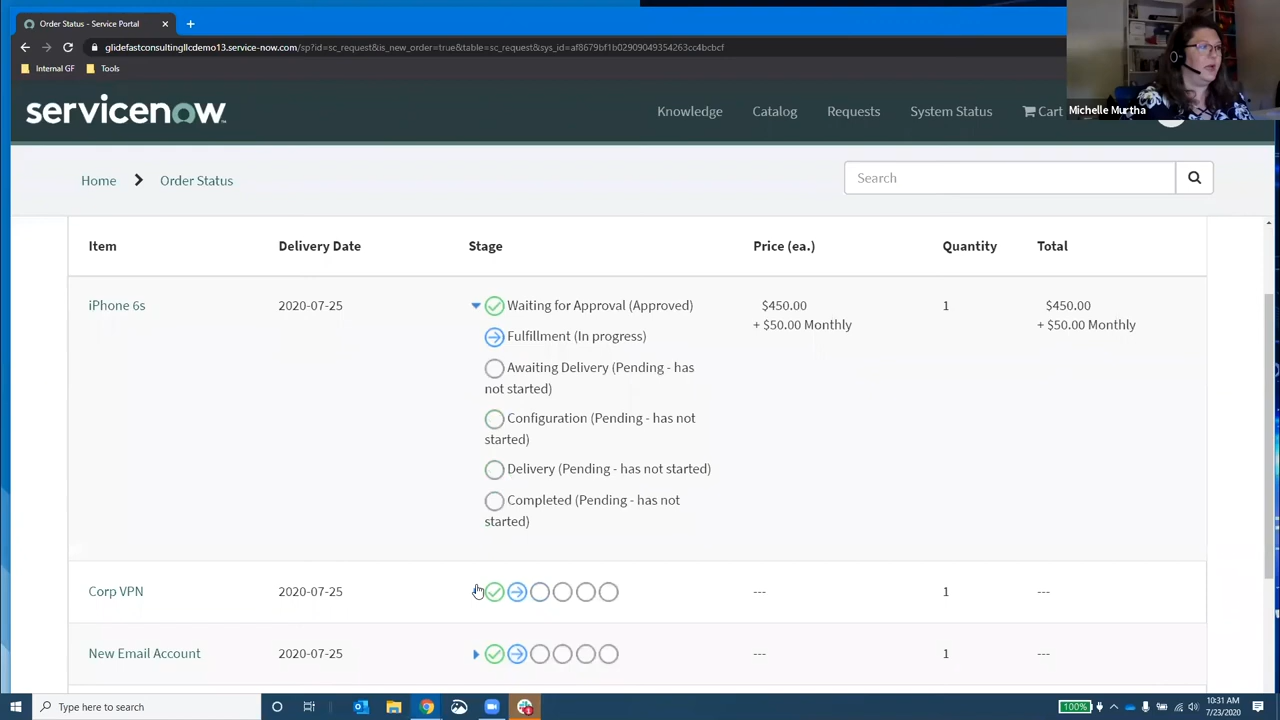 Order Status - Service Portal
glidefastconsultingllcdemo13.service-now.com/sp?id=sc_request&is_new_order=true&table=sc_request&sys_id=af8679bf1b02909049354263cc4bcbcf
Internal GF
Tools
Michelle Murtha
servicenow
Knowledge
Catalog
Requests
System Status
Cart
Home
Order Status
Search
Item Delivery Date Stage Price (ea.) Quantity Total
iPhone 6s 2020-07-25 Waiting for Approval (Approved) $450.00 1 $450.00
+ $50.00 Monthly + $50.00 Monthly
Fulfillment (In progress)
Awaiting Delivery (Pending - has
not started)
Configuration (Pending - has not
started)
Delivery (Pending - has not started)
Completed (Pending - has not
started)
Corp VPN 2020-07-25 --- 1 ---
New Email Account 2020-07-25 --- 1 ---
Type here to search
100%
10:31 AM
7/23/2020